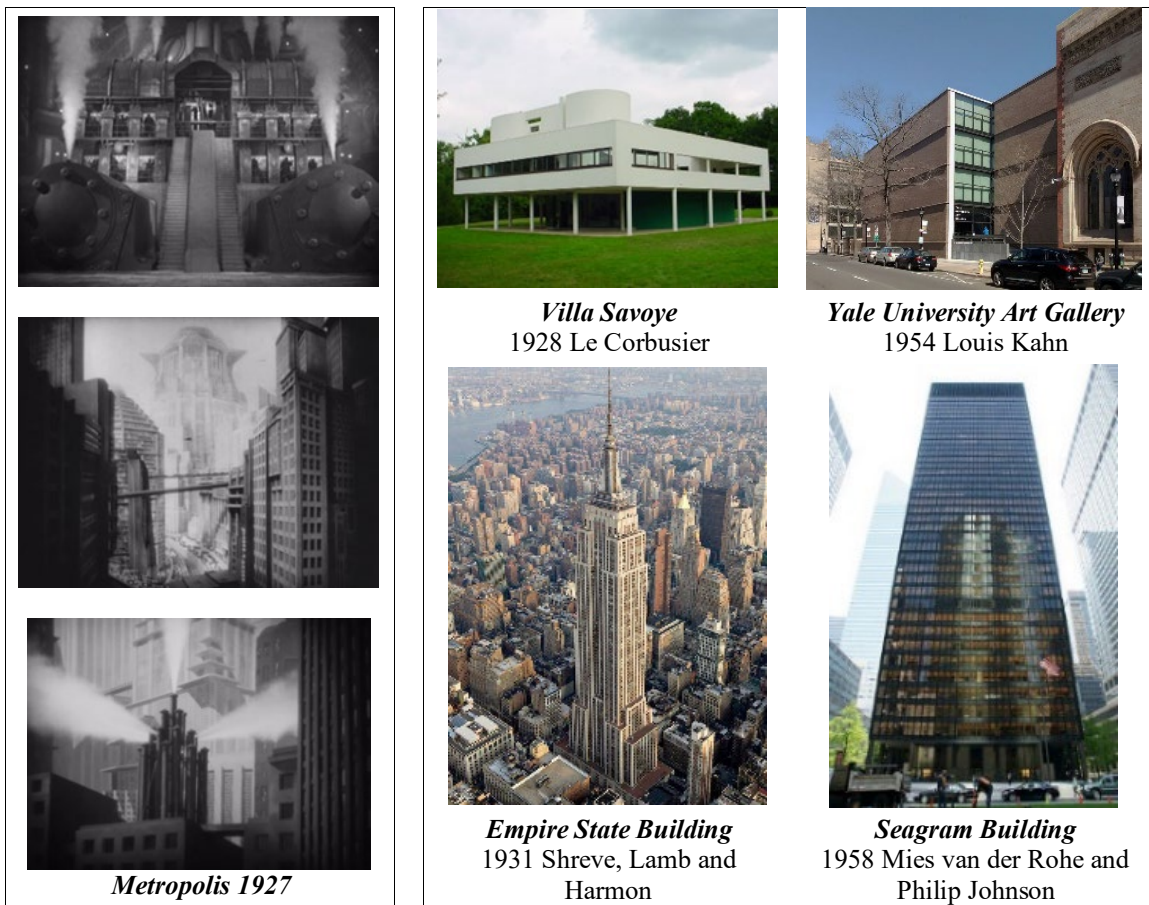 Metropolis 1927
Villa Savoye
1928 Le Corbusier
Yale University Art Gallery
1954 Louis Kahn
Empire State Building
1931 Shreve, Lamb and
Harmon
Seagram Building
1958 Mies van der Rohe and
Philip Johnson